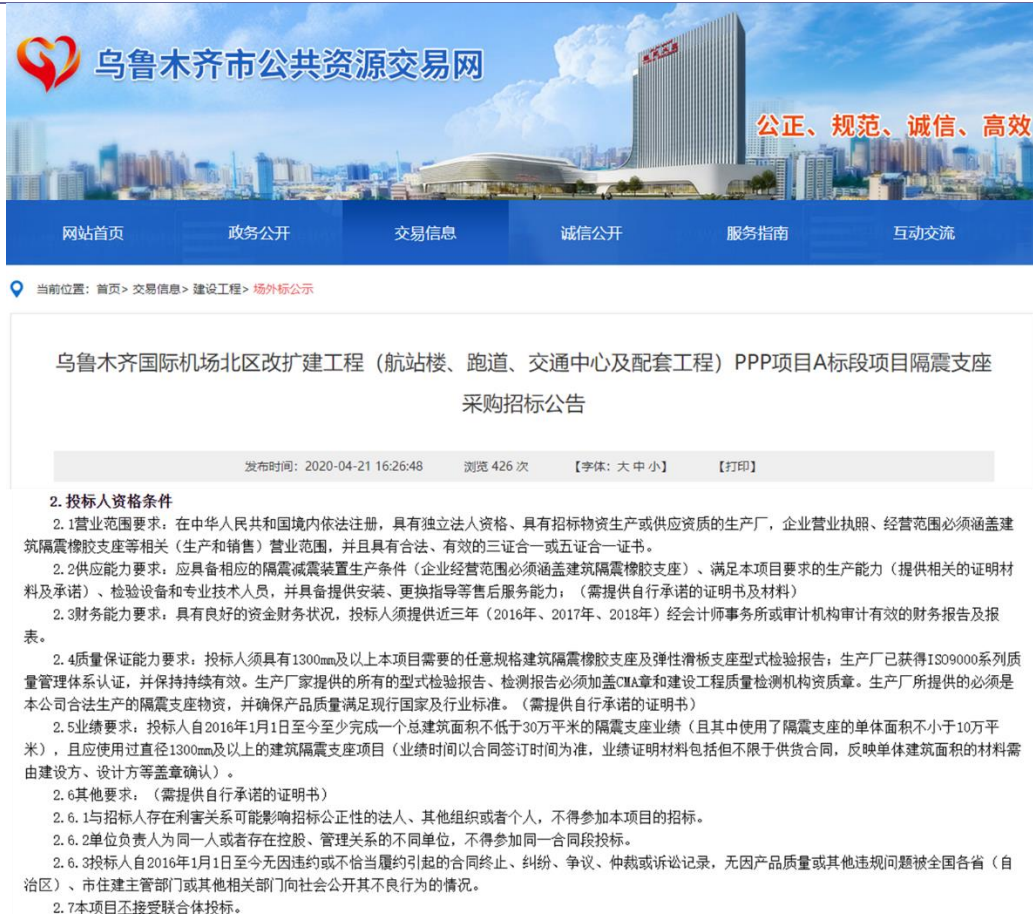 乌鲁木齐市公共资源交易网
公正、规范、诚信、高效
网站首页 政务公开 交易信息 诚信公开 服务指南 互动交流
当前位置：首页> 交易信息> 建设工程> 场外标公示
乌鲁木齐国际机场北区改扩建工程（航站楼、跑道、交通中心及配套工程）PPP项目A标段项目隔震支座
采购招标公告
发布时间：2020-04-21 16:26:48 浏览 426 次 【字体：大 中 小】 【打印】
2.投标人资格条件
2.1营业范围要求：在中华人民共和国境内依法注册，具有独立法人资格、具有招标物资生产或供应资质的生产厂，企业营业执照、经营范围必须涵盖建
筑隔震橡胶支座等相关（生产和销售）营业范围，并且具有合法、有效的三证合一或五证合一证书。
2.2供应能力要求：应具备相应的隔震减震装置生产条件（企业经营范围必须涵盖建筑隔震橡胶支座）、满足本项目要求的生产能力（提供相关的证明材
料及承诺）、检验设备和专业技术人员，并具备提供安装、更换指导等售后服务能力；（需提供自行承诺的证明书及材料）
2.3财务能力要求：具有良好的资金财务状况，投标人须提供近三年（2016年、2017年、2018年）经会计师事务所或审计机构审计有效的财务报告及报
表。
2.4质量保证能力要求：投标人须具有1300mm及以上本项目需要的任意规格建筑隔震橡胶支座及弹性滑板支座型式检验报告；生产厂已获得ISO9000系列质
量管理体系认证，并保持持续有效。生产厂家提供的所有的型式检验报告、检测报告必须加盖CMA章和建设工程质量检测机构资质章。生产厂所提供的必须是
本公司合法生产的隔震支座物资，并确保产品质量满足现行国家及行业标准。（需提供自行承诺的证明书）
2.5业绩要求：投标人自2016年1月1日至今至少完成一个总建筑面积不低于30万平米的隔震支座业绩（且其中使用了隔震支座的单体面积不小于10万平
米），且应使用过直径1300mm及以上的建筑隔震支座项目（业绩时间以合同签订时间为准，业绩证明材料包括但不限于供货合同，反映单体建筑面积的材料需
由建设方、设计方等盖章确认）。
2.6其他要求：（需提供自行承诺的证明书）
2.6.1与招标人存在利害关系可能影响招标公正性的法人、其他组织或者个人，不得参加本项目的招标。
2.6.2单位负责人为同一人或者存在控股、管理关系的不同单位，不得参加同一合同段投标。
2.6.3投标人自2016年1月1日至今无因违约或不恰当履约引起的合同终止、纠纷、争议、仲裁或诉讼记录，无因产品质量或其他违规问题被全国各省（自
治区）、市住建主管部门或其他相关部门向社会公开其不良行为的情况。
2.7本项目不接受联合体投标。